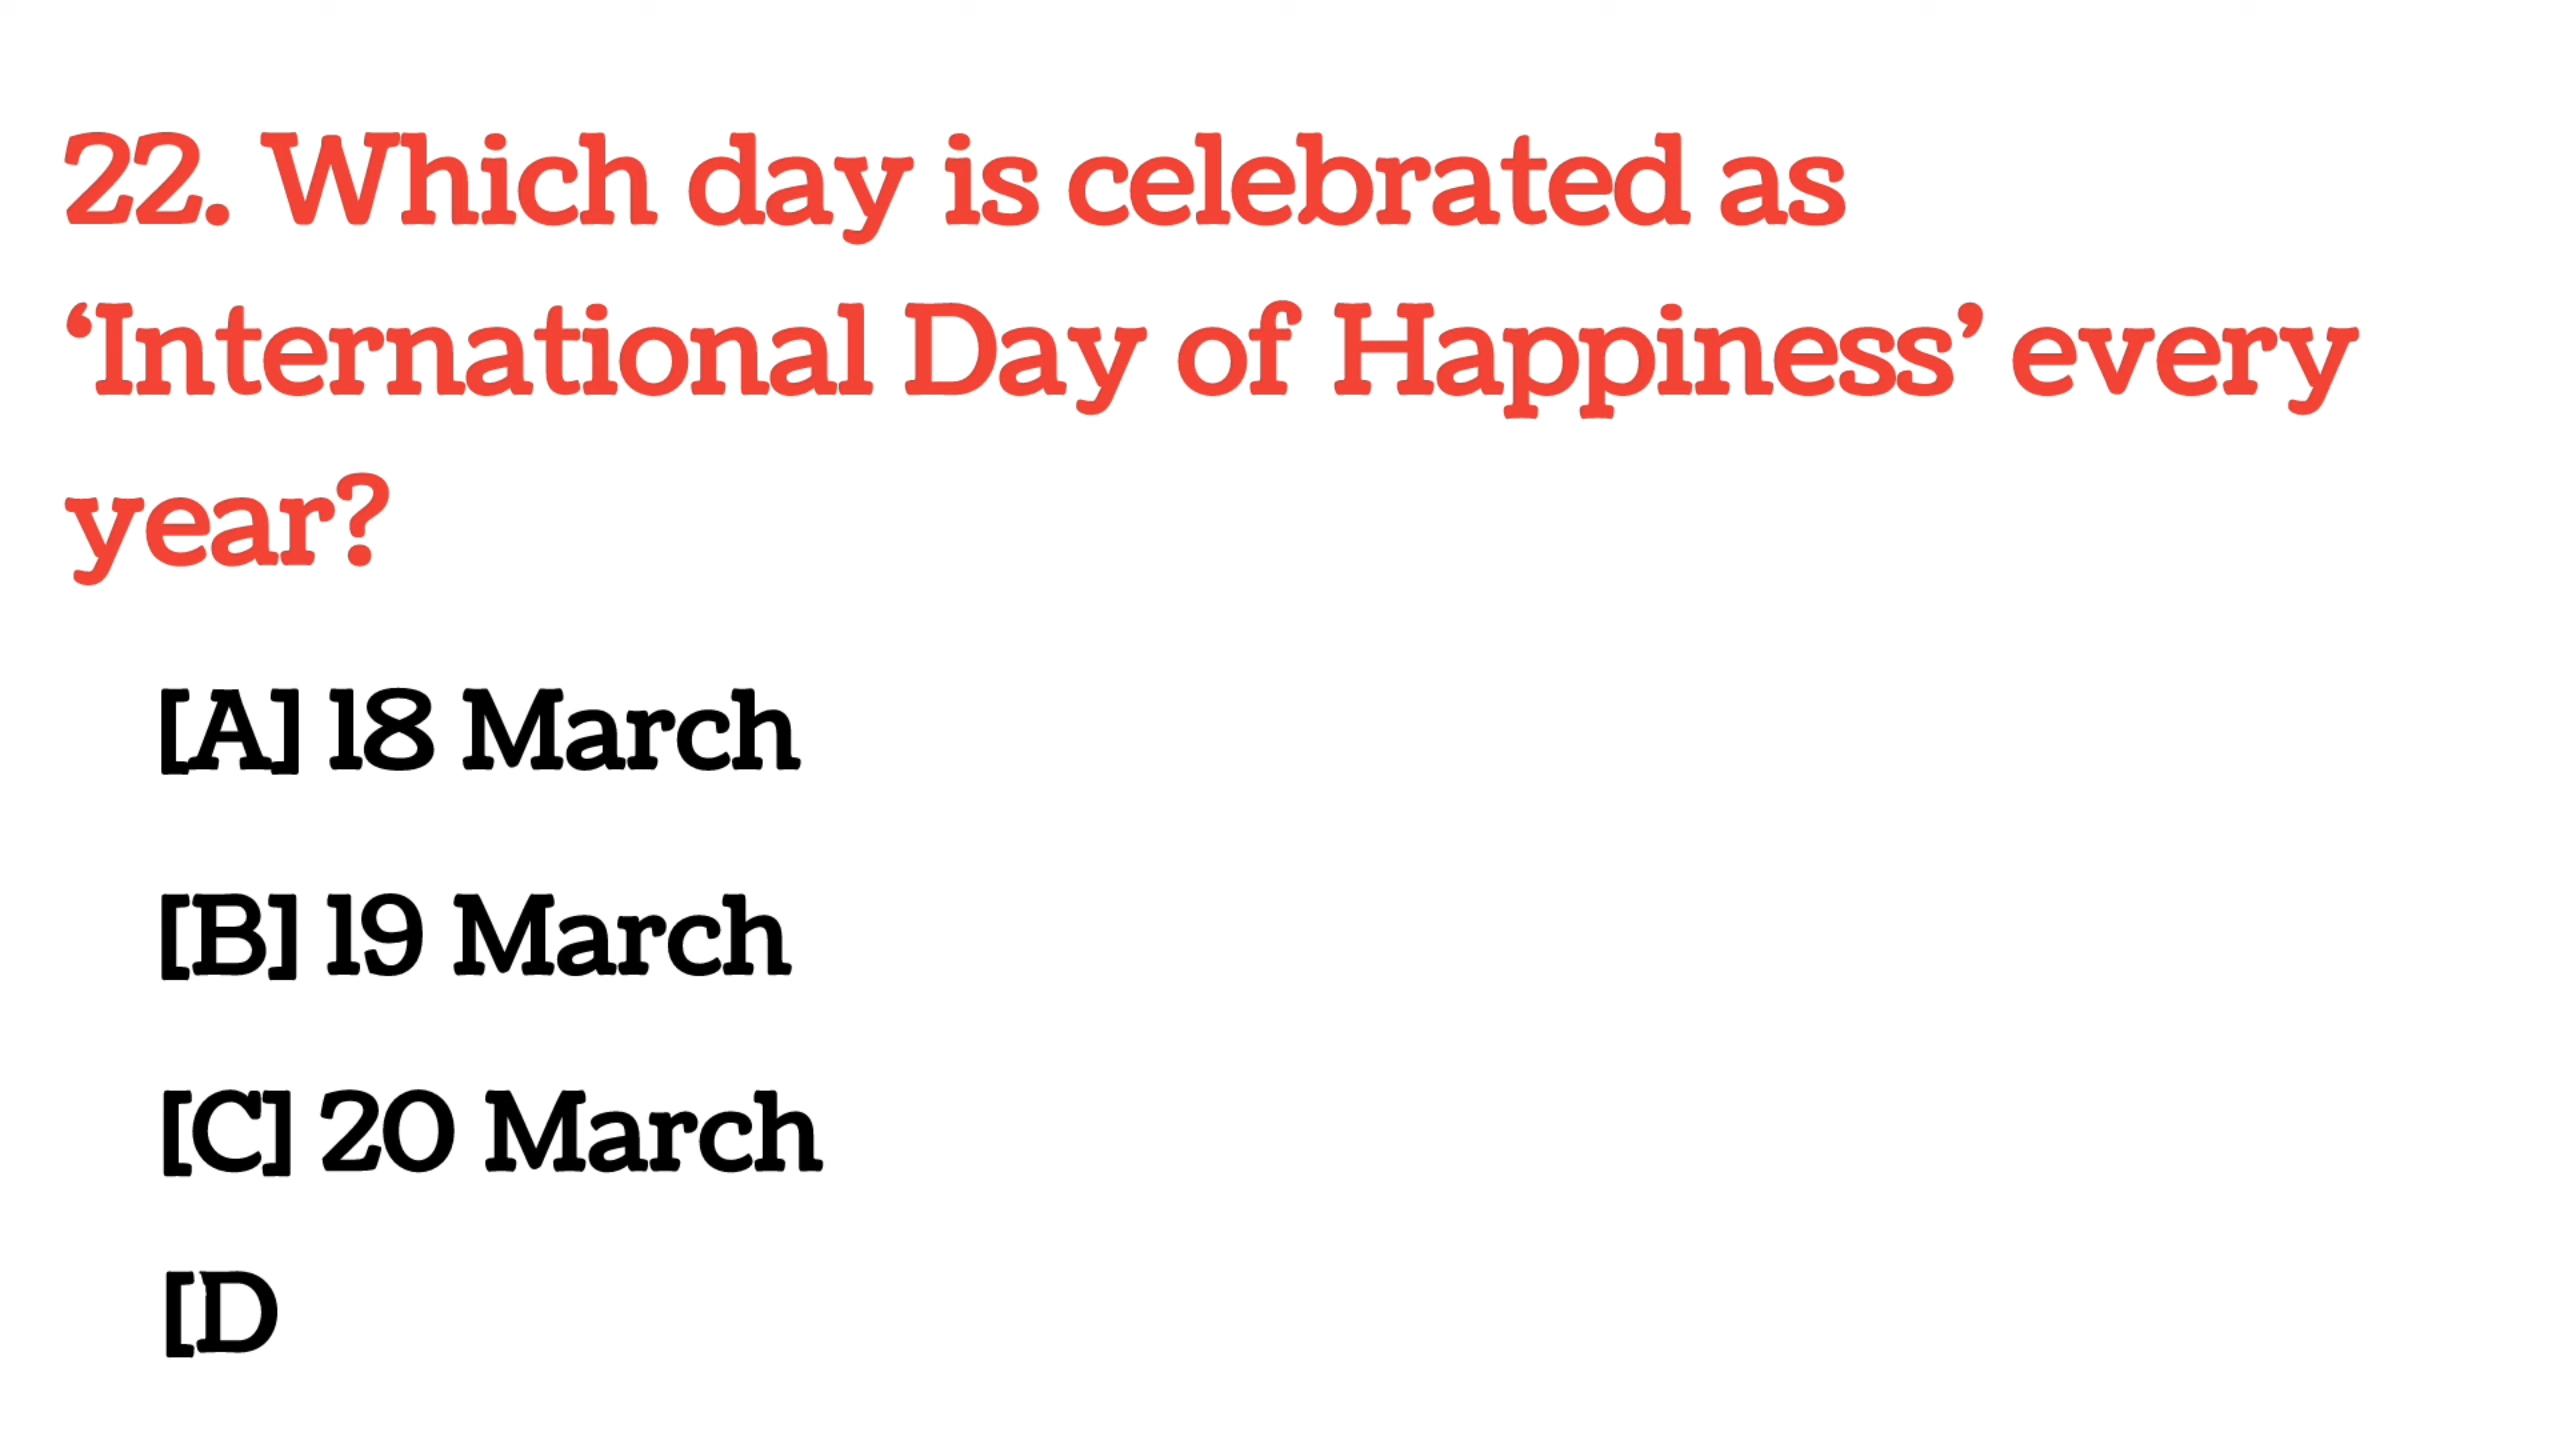 22. Which day is celebrated as
‘International Day of Happiness’ every
year?
[A] 18 March
[B] 19 March
[C] 20 March
[D